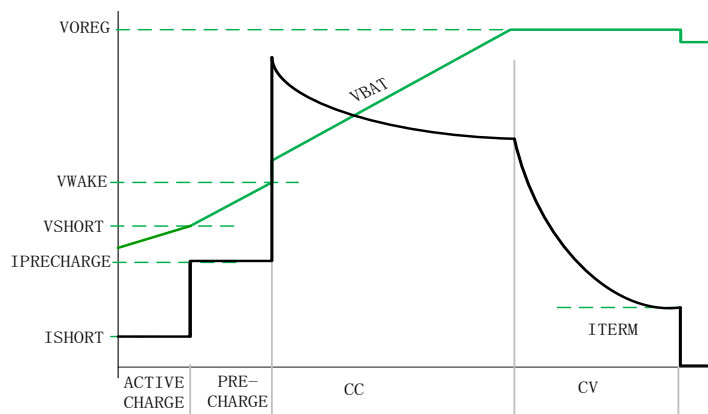 VOREG
VBAT
VWAKE
VSHORT
IPRECHARGE
ISHORT
ITERM
ACTIVE
CHARGE
PRE-
CHARGE
CC
CV